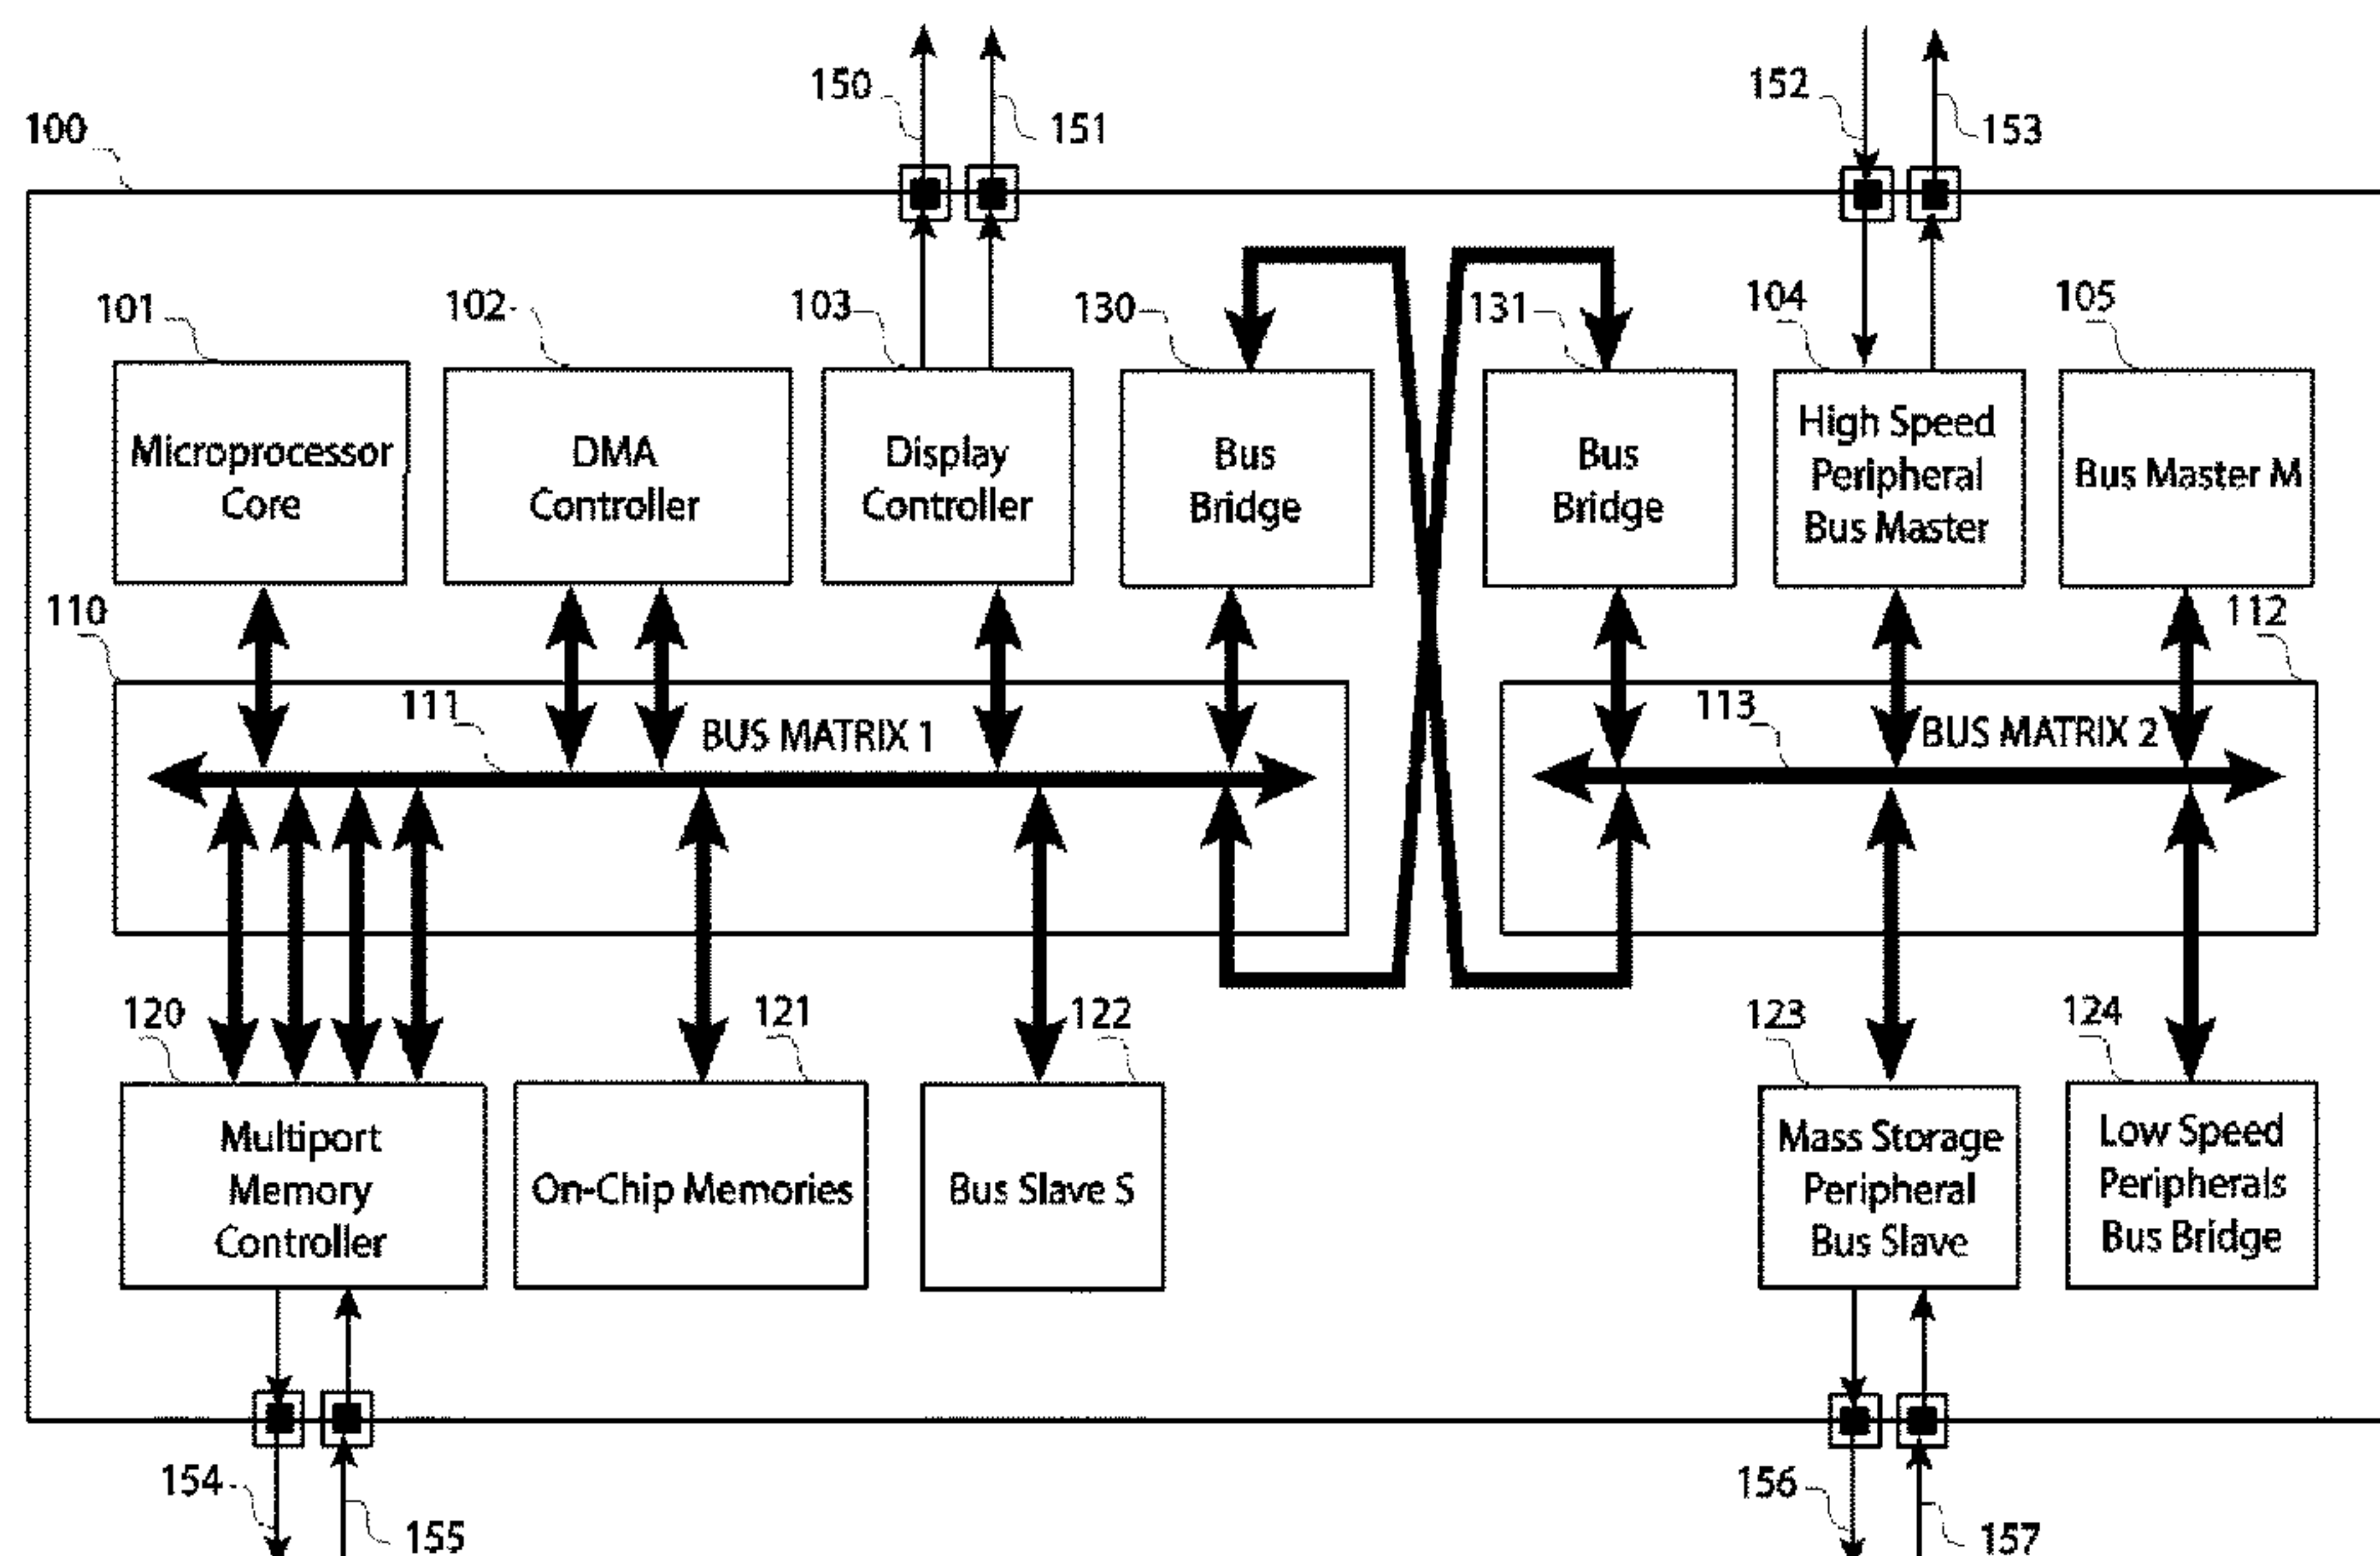 150
151
152
153
100
101
102
103
130
131
104
105
Microprocessor
Core
DMA
Controller
Display
Controller
Bus
Bridge
Bus
Bridge
High Speed
Peripheral
Bus Master
Bus Master M
110
112
111
BUS MATRIX 1
113
BUS MATRIX 2
120
121
122
123
124
Multiport
Memory
Controller
On-Chip Memories
Bus Slave S
Mass Storage
Peripheral
Bus Slave
Low Speed
Peripherals
Bus Bridge
154
155
156
157